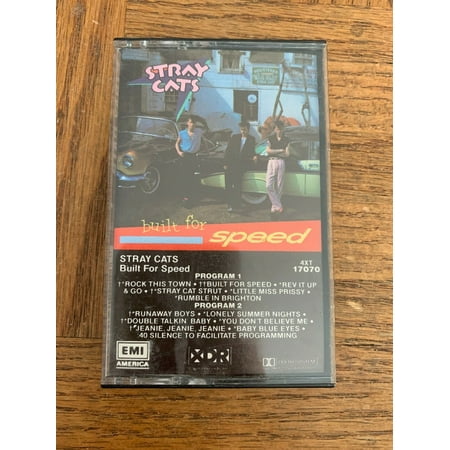 STRAY
CATS
built for
speed
STRAY CATS
Built For Speed
4XT
17070
PROGRAM 1
†*ROCK THIS TOWN • ††BUILT FOR SPEED • *REV IT UP
& GO • †*STRAY CAT STRUT • *LITTLE MISS PRISSY •
*RUMBLE IN BRIGHTON
PROGRAM 2
†*RUNAWAY BOYS • *LONELY SUMMER NIGHTS •
†*DOUBLE TALKIN' BABY • *YOU DON'T BELIEVE ME •
†JEANIE, JEANIE, JEANIE • *BABY BLUE EYES •
:40 SILENCE TO FACILITATE PROGRAMMING
EMI
AMERICA
XDR